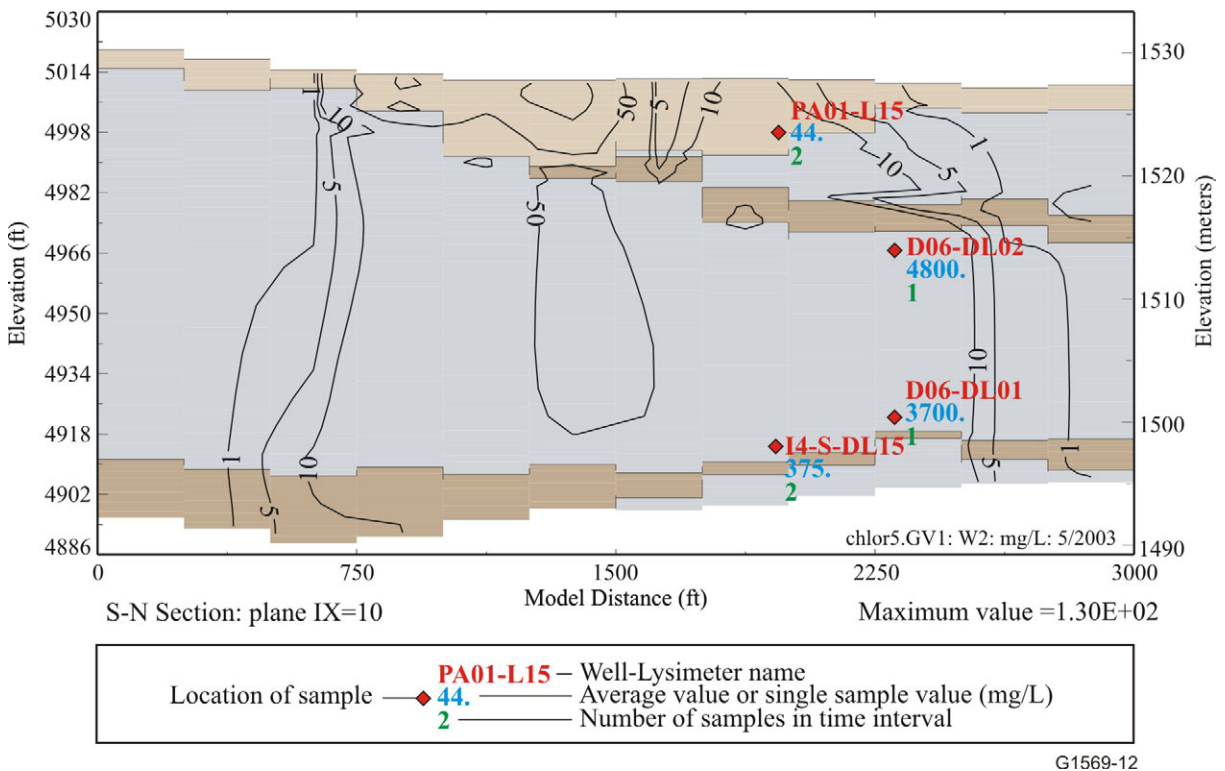 5030
5014
4998
4982
4966
4950
4934
4918
4902
4886
Elevation (ft)
1530
1520
1510
1500
1490
Elevation (meters)
1
10
5
50
5
10
PA01-L15
44.
2
10
5
1
50
D06-DL02
4800.
1
D06-DL01
3700.
1
I4-S-DL15
375.
2
1
5
10
10
5
1
chlor5.GV1: W2: mg/L: 5/2003
0
750
1500
2250
3000
S-N Section: plane IX=10
Model Distance (ft)
Maximum value =1.30E+02
PA01-L15 – Well-Lysimeter name
Location of sample
44. Average value or single sample value (mg/L)
2 Number of samples in time interval
G1569-12